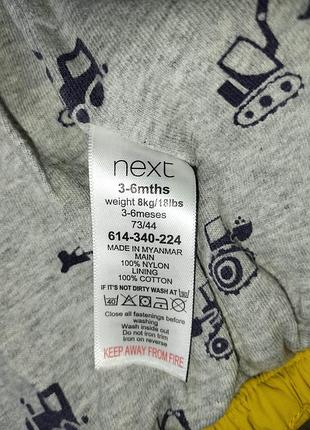 next
3-6mths
weight 8kg/18lbs
3-6meses
73/44
614-340-224
MADE IN MYANMAR
MAIN
100% NYLON
LINING
100% COTTON
IF IT'S NOT DIRTY WASH AT 30
40
Close all fastenings before
washing
Wash inside out
Do not iron trim
Iron on reverse
KEEP AWAY FROM FIRE